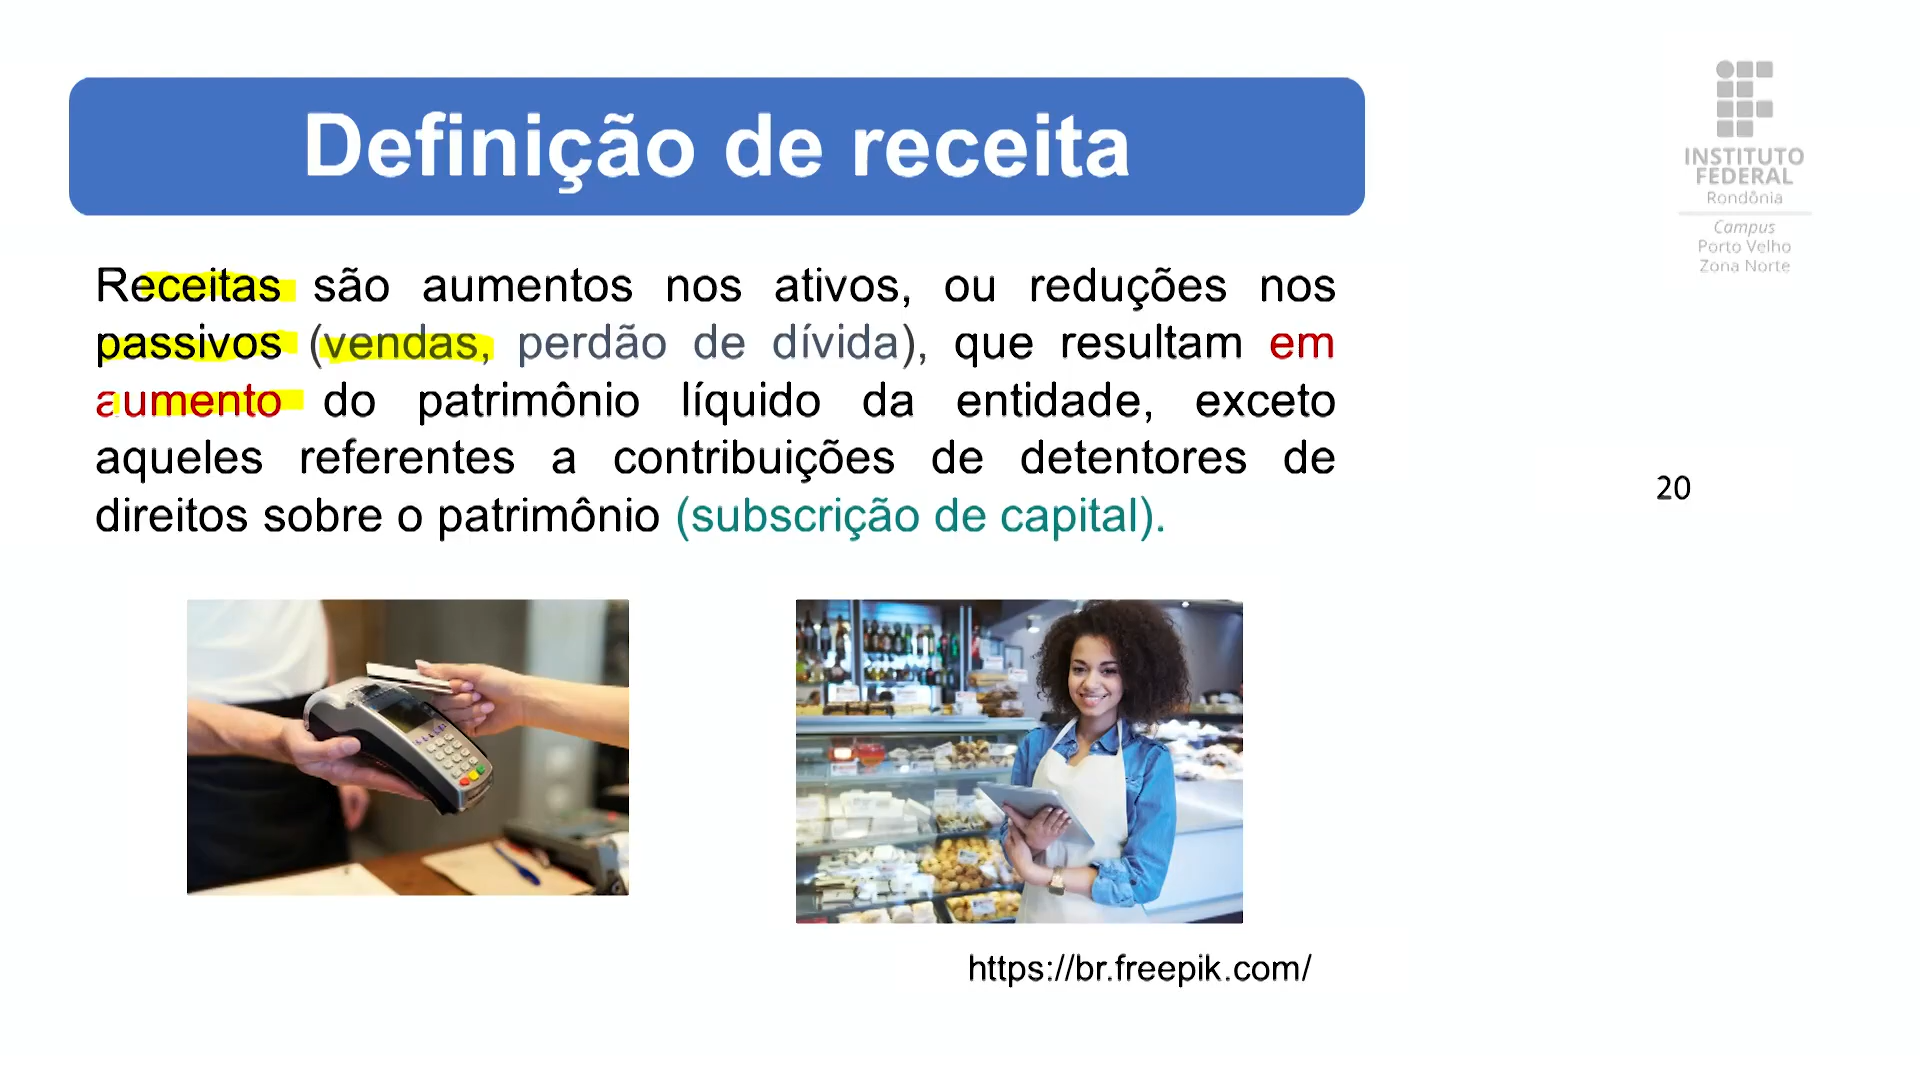 Definição de receita
INSTITUTO
FEDERAL
Rondônia
Campus
Porto Velho
Zona Norte
Receitas são aumentos nos ativos, ou reduções nos
passivos (vendas, perdão de dívida), que resultam em
aumento do patrimônio líquido da entidade, exceto
aqueles referentes a contribuições de detentores de
direitos sobre o patrimônio (subscrição de capital).
20
https://br.freepik.com/